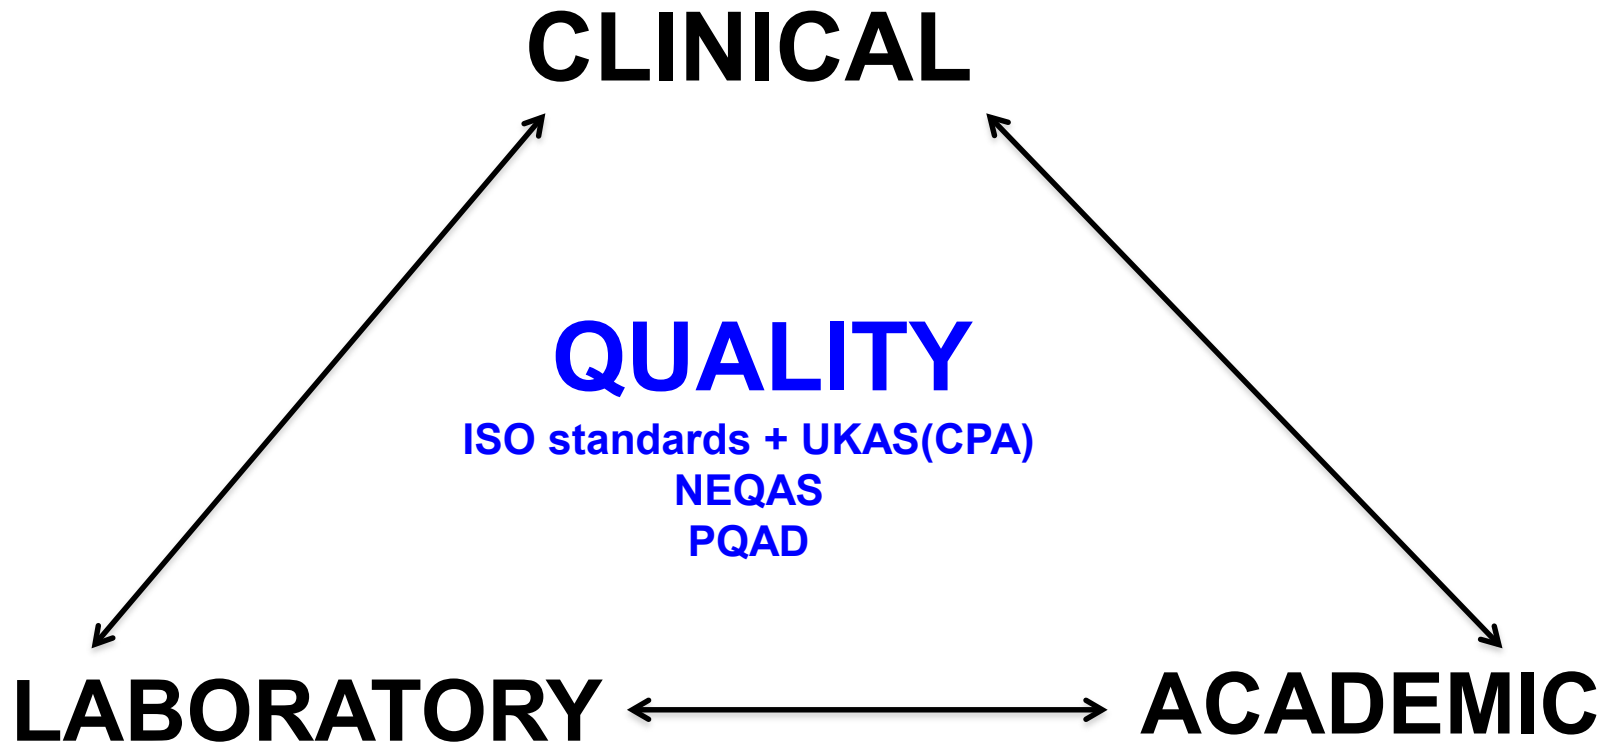 CLINICAL
QUALITY
ISO standards + UKAS(CPA)
NEQAS
PQAD
LABORATORY
ACADEMIC